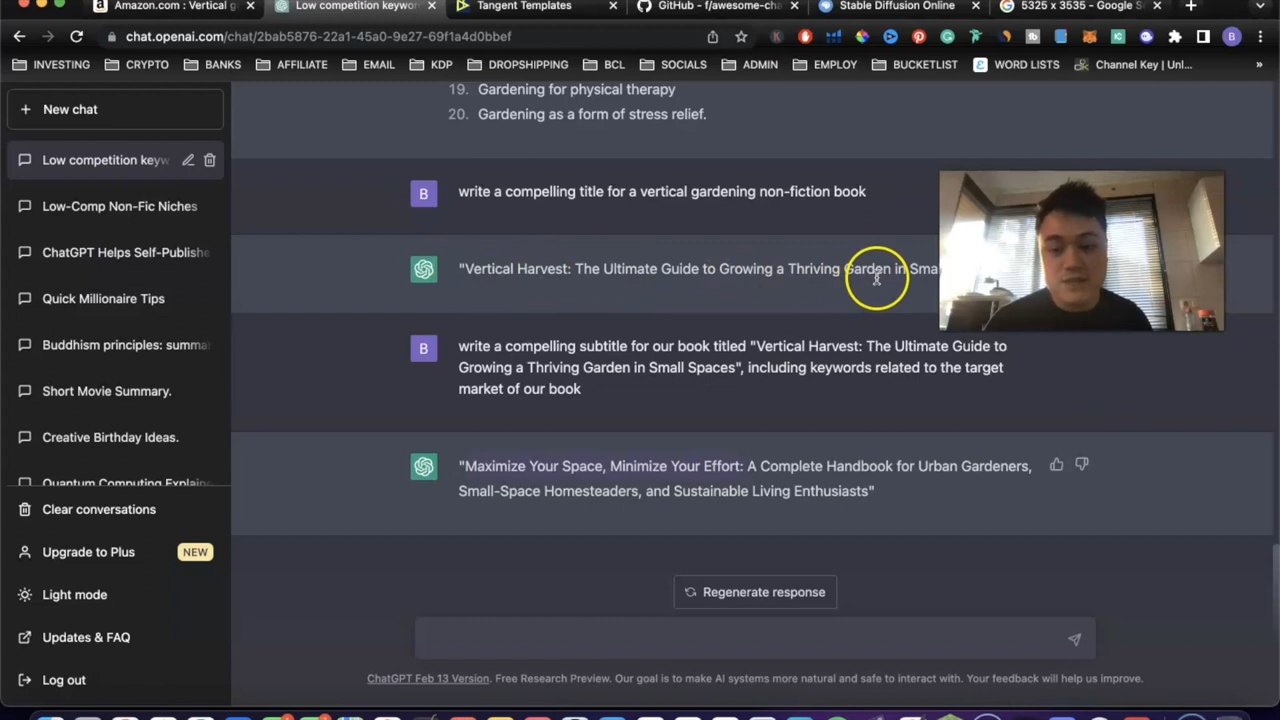 Amazon.com : Vertical g
Low competition keywor
Tangent Templates
GitHub - f/awesome-cha
Stable Diffusion Online
5325 x 3535 - Google S
chat.openai.com/chat/2bab5876-22a1-45a0-9e27-69f1a4d0bbef
INVESTING CRYPTO BANKS AFFILIATE EMAIL KDP DROPSHIPPING BCL SOCIALS ADMIN EMPLOY BUCKETLIST WORD LISTS Channel Key | Unl... »
+ New chat
Low competition keyw
Low-Comp Non-Fic Niches
ChatGPT Helps Self-Publishe
Quick Millionaire Tips
Buddhism principles: summa
Short Movie Summary.
Creative Birthday Ideas.
Quantum Computing Explain
Clear conversations
Upgrade to Plus NEW
Light mode
Updates & FAQ
Log out
19. Gardening for physical therapy
20. Gardening as a form of stress relief.
B
write a compelling title for a vertical gardening non-fiction book
"Vertical Harvest: The Ultimate Guide to Growing a Thriving Garden in Sma
B
write a compelling subtitle for our book titled "Vertical Harvest: The Ultimate Guide to
Growing a Thriving Garden in Small Spaces", including keywords related to the target
market of our book
"Maximize Your Space, Minimize Your Effort: A Complete Handbook for Urban Gardeners,
Small-Space Homesteaders, and Sustainable Living Enthusiasts"
Regenerate response
ChatGPT Feb 13 Version. Free Research Preview. Our goal is to make AI systems more natural and safe to interact with. Your feedback will help us improve.